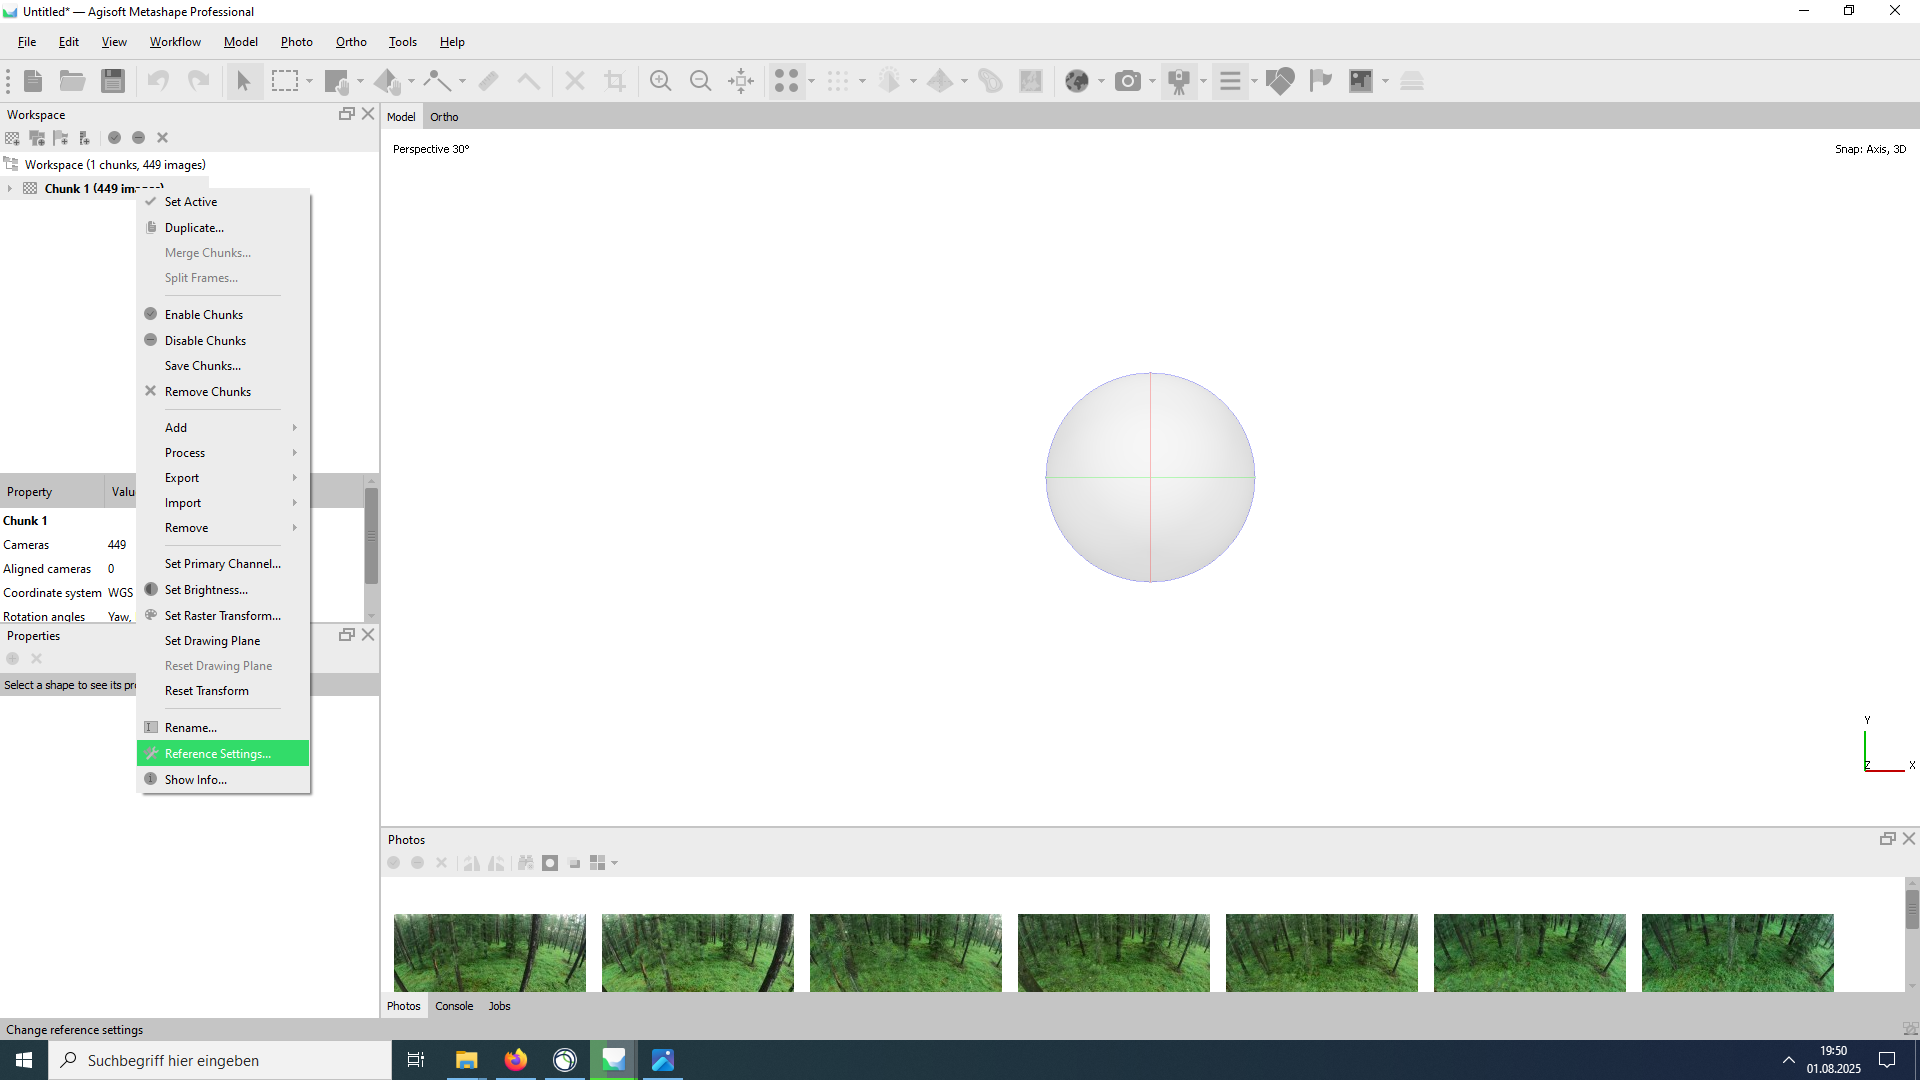 Untitled* — Agisoft Metashape Professional
File Edit View Workflow Model Photo Ortho Tools Help
Workspace
Model Ortho
Perspective 30°
Snap: Axis, 3D
Workspace (1 chunks, 449 images)
Chunk 1 (449 images)
Set Active
Duplicate...
Merge Chunks...
Split Frames...
Enable Chunks
Disable Chunks
Save Chunks...
Remove Chunks
Add
Process
Export
Import
Remove
Set Primary Channel...
Set Brightness...
Set Raster Transform...
Set Drawing Plane
Reset Drawing Plane
Reset Transform
Rename...
Reference Settings...
Show Info...
Property Valu
Chunk 1
Cameras 449
Aligned cameras 0
Coordinate system WGS
Rotation angles Yaw,
Properties
Select a shape to see its pr
Y
Z X
Photos
Photos Console Jobs
Change reference settings
Suchbegriff hier eingeben
19:50
01.08.2025